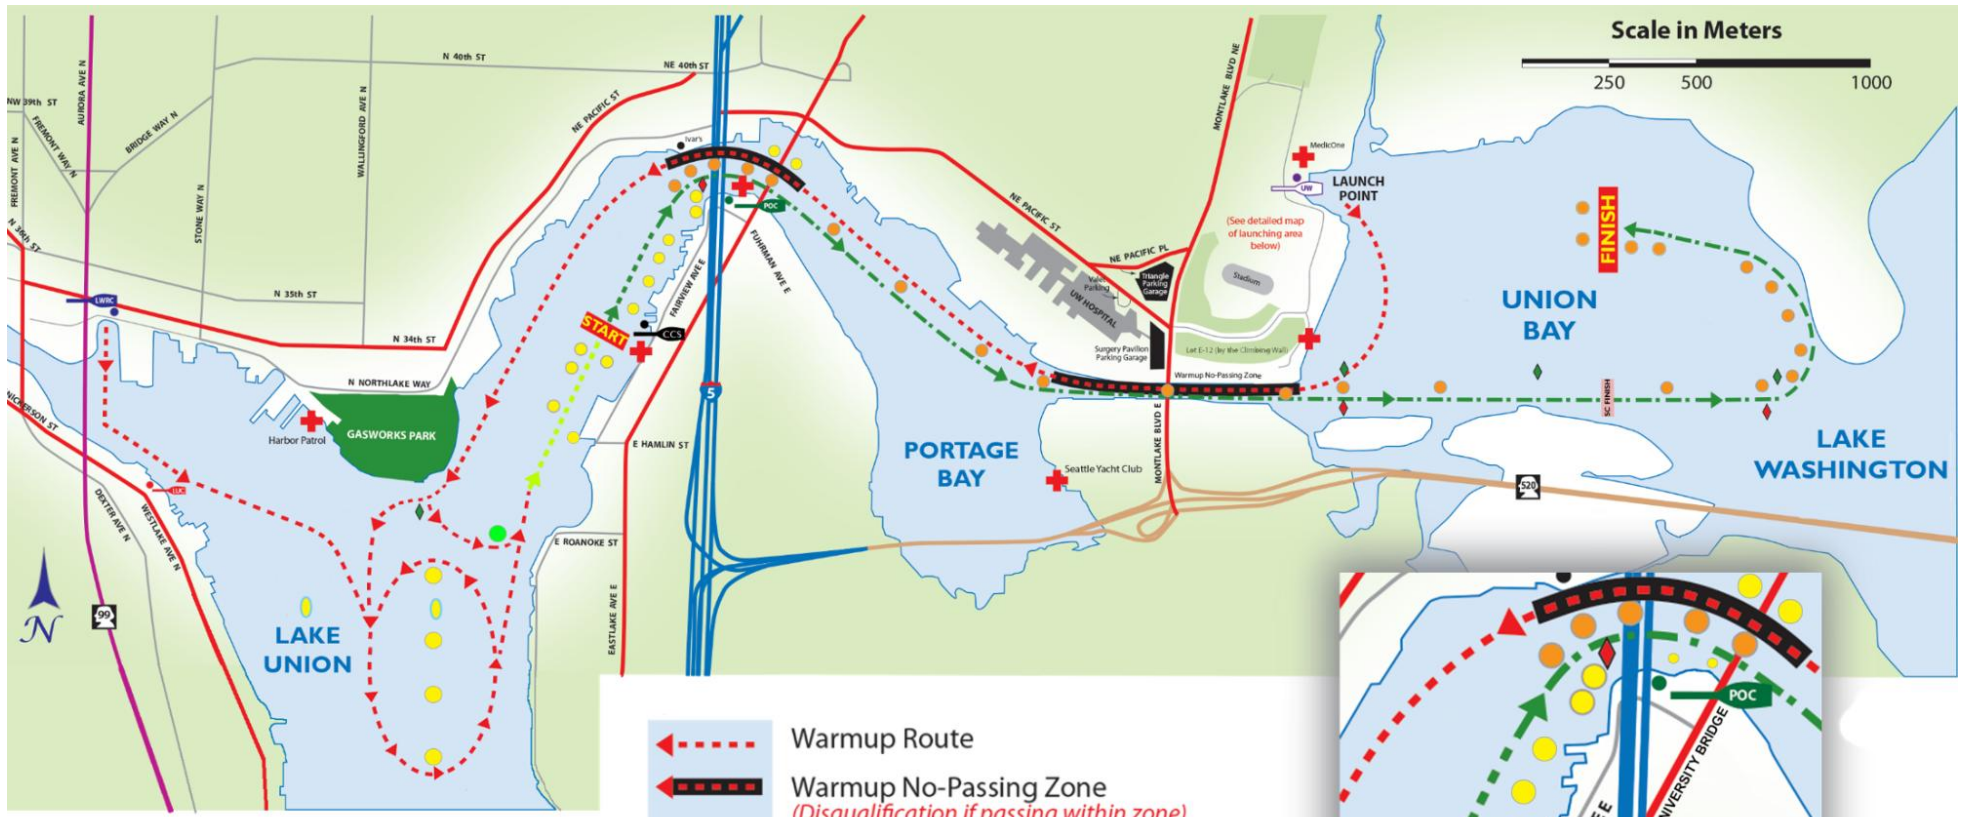 Scale in Meters
250 500 1000
N 40th ST
NE 40th ST
NW 39th ST
AURORA AVE N
FREMONT WAY N
BRIDGE WAY N
FREMONT AVE N
WALLINGFORD AVE N
STONE WAY N
N 36th ST
NE PACIFIC ST
Ivar's
POC
MONTLAKE BLVD NE
MedicOne
UW
LAUNCH
POINT
(See detailed map
of launching area
below)
NE PACIFIC ST
NE PACIFIC PL
Triangle
Parking
Garage
Valet
Parking
Stadium
UW HOSPITAL
Surgery Pavilion
Parking Garage
Lot E-12 (by the Climbing Wall)
Warmup No-Passing Zone
FINISH
UNION
BAY
SC FINISH
LAKE
WASHINGTON
FUHRMAN AVE E
FAIRVIEW AVE E
LWRC
N 35th ST
N 34th ST
START
CCS
5
N NORTHLAKE WAY
NICKERSON ST
Harbor Patrol
GASWORKS PARK
E HAMLIN ST
PORTAGE
BAY
MONTLAKE BLVD E
Seattle Yacht Club
520
DEXTER AVE N
WESTLAKE AVE N
E ROANOKE ST
EASTLAKE AVE E
N
99
LAKE
UNION
Warmup Route
Warmup No-Passing Zone
(Disqualification if passing within zone)
POC
NIVERSITY BRIDGE
E E